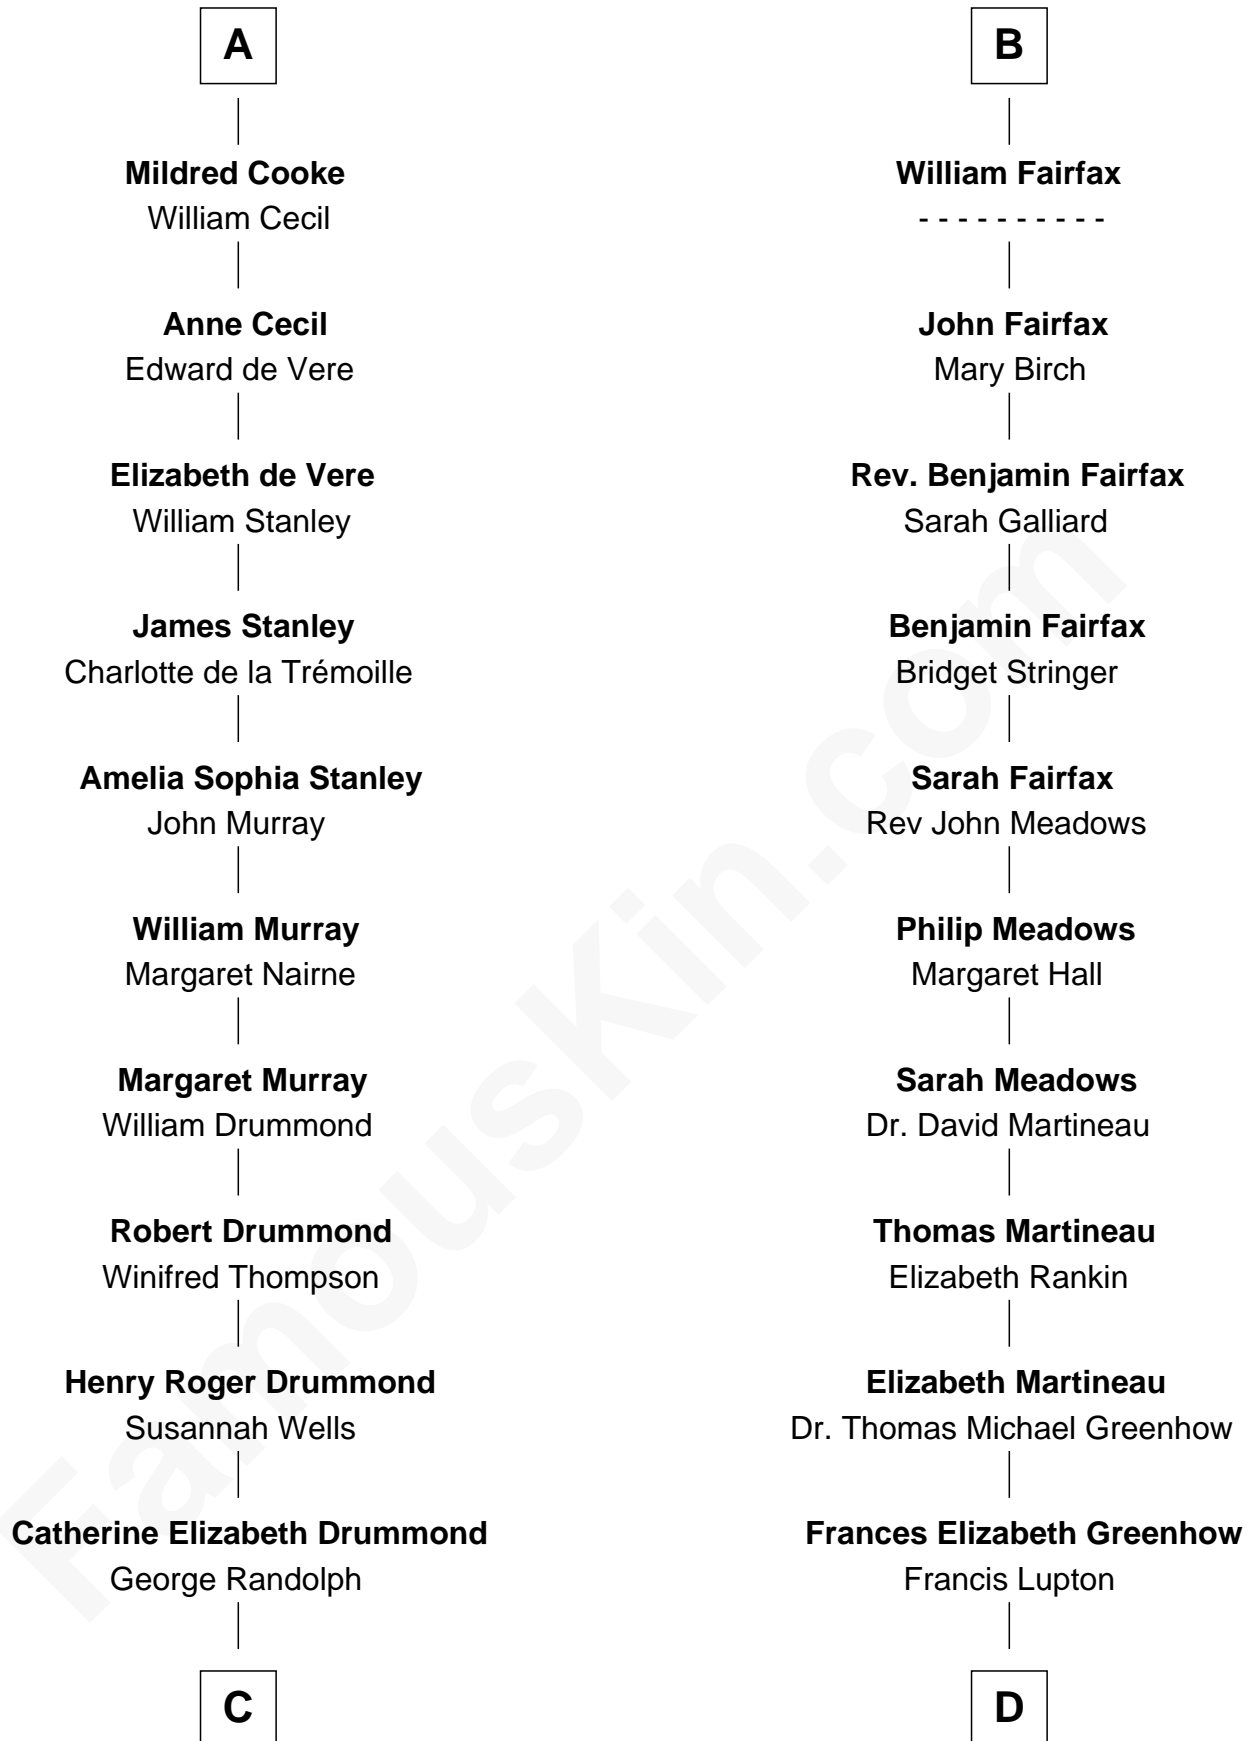 A
Mildred Cooke
William Cecil
Anne Cecil
Edward de Vere
Elizabeth de Vere
William Stanley
James Stanley
Charlotte de la Trémoille
Amelia Sophia Stanley
John Murray
William Murray
Margaret Nairne
Margaret Murray
William Drummond
Robert Drummond
Winifred Thompson
Henry Roger Drummond
Susannah Wells
Catherine Elizabeth Drummond
George Randolph
C
B
William Fairfax
- - - - - - - - - -
John Fairfax
Mary Birch
Rev. Benjamin Fairfax
Sarah Galliard
Benjamin Fairfax
Bridget Stringer
Sarah Fairfax
Rev John Meadows
Philip Meadows
Margaret Hall
Sarah Meadows
Dr. David Martineau
Thomas Martineau
Elizabeth Rankin
Elizabeth Martineau
Dr. Thomas Michael Greenhow
Frances Elizabeth Greenhow
Francis Lupton
D
FamousKin.com